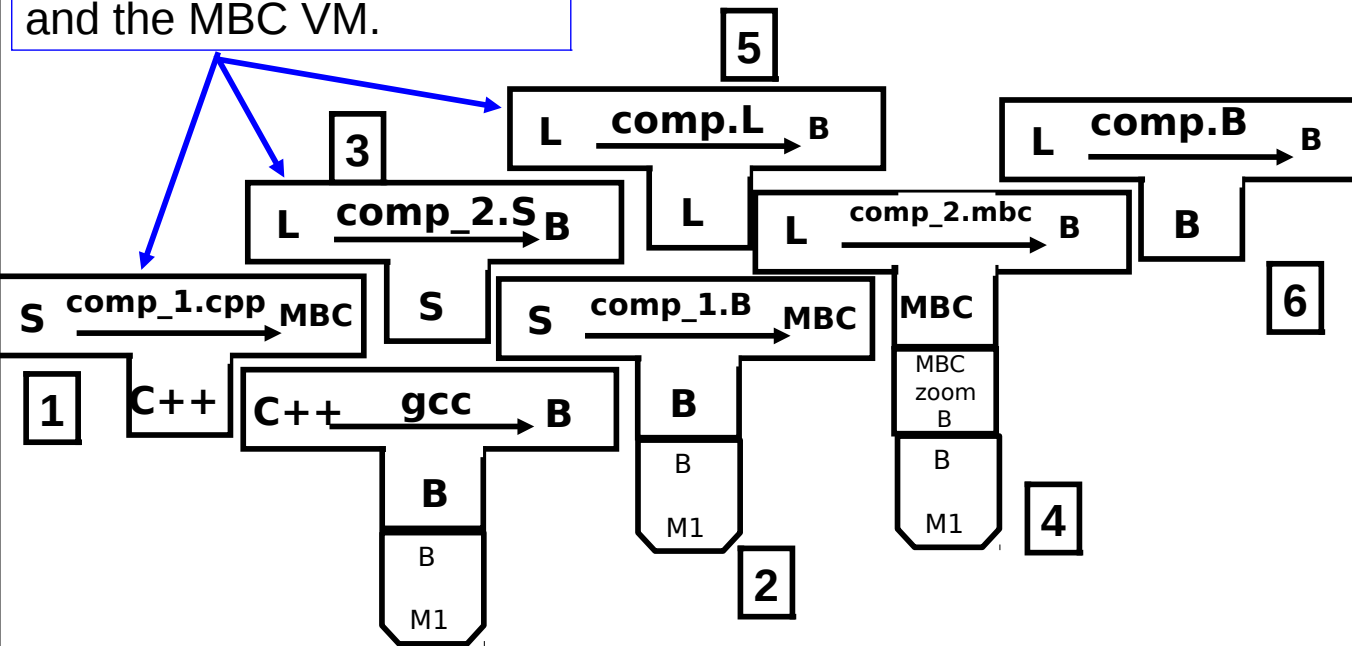 and the MBC VM.
5
L comp.L B
L
L comp.B B
B
6
3
L comp_2.S B
S
L comp_2.mbc B
MBC
MBC
zoom
B
B
M1
4
S comp_1.cpp MBC
C++
1
S comp_1.B MBC
B
B
M1
2
C++ gcc B
B
B
M1